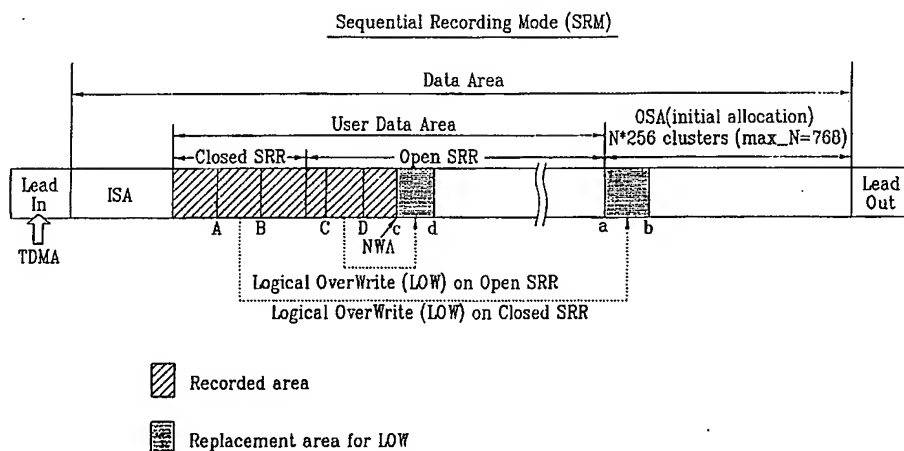 Sequential Recording Mode (SRM)
Data Area
OSA(initial allocation)
N*256 clusters (max_N=768)
User Data Area
Closed SRR
Open SRR
Lead
In
ISA
Lead
Out
A
B
C
D
c
d
a
b
NWA
TDMA
Logical OverWrite (LOW) on Open SRR
Logical OverWrite (LOW) on Closed SRR
Recorded area
Replacement area for LOW